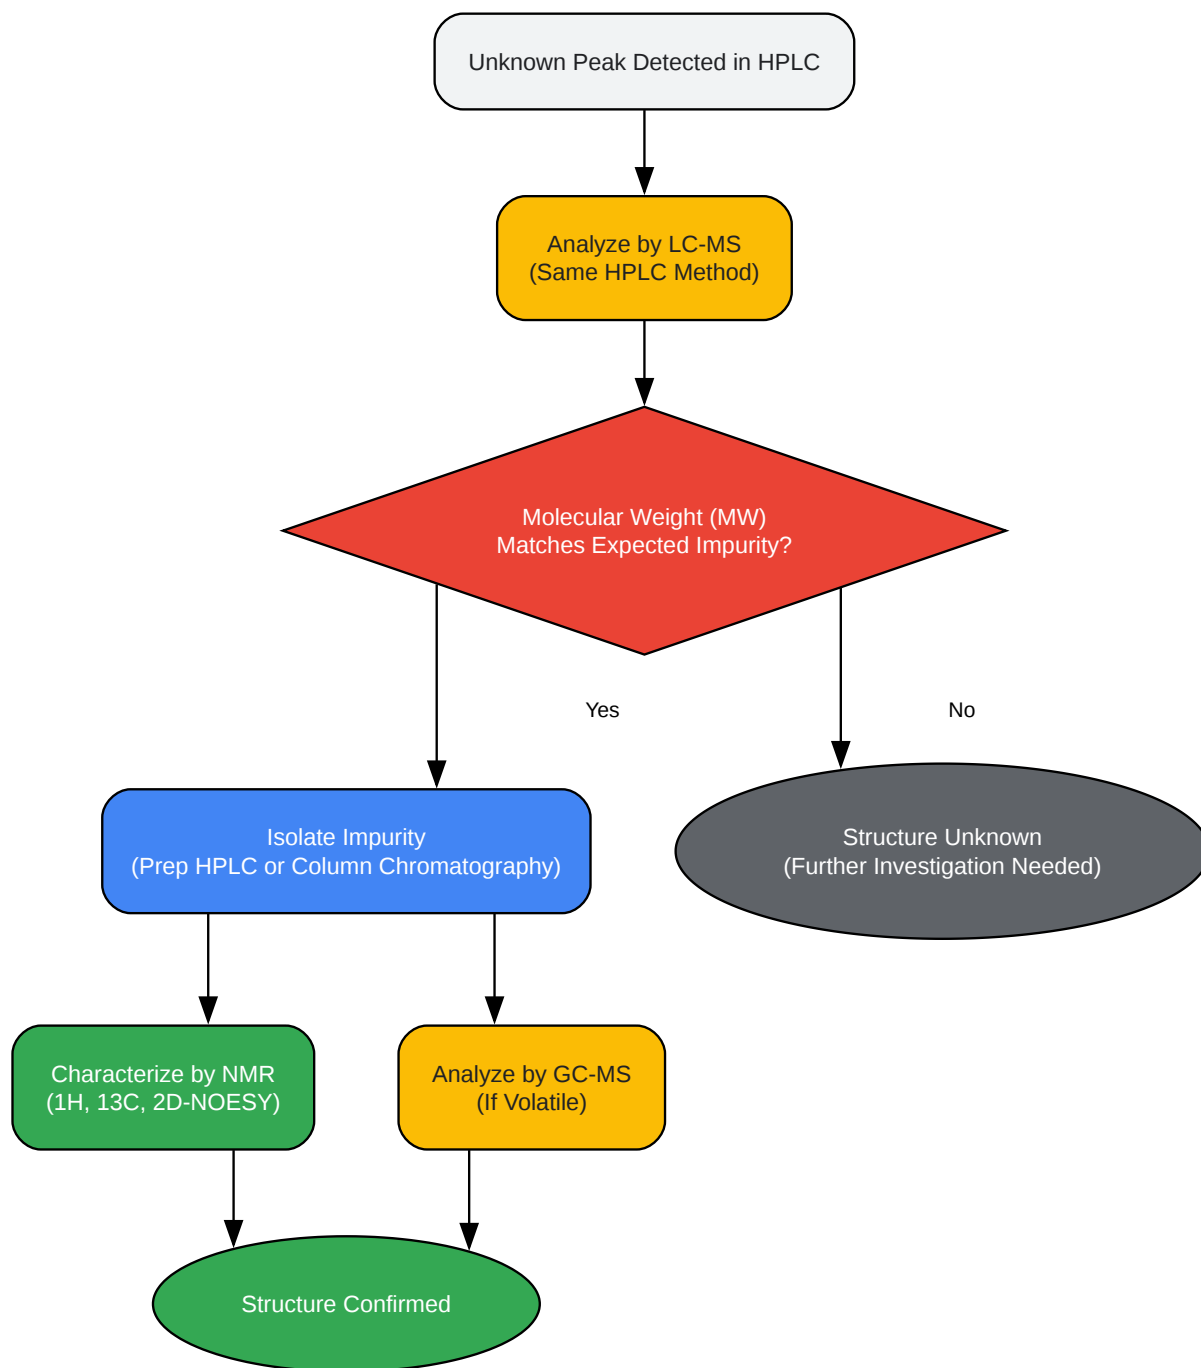 Unknown Peak Detected in HPLC
Analyze by LC-MS
(Same HPLC Method)
Molecular Weight (MW)
Matches Expected Impurity?
Yes
No
Isolate Impurity
(Prep HPLC or Column Chromatography)
Structure Unknown
(Further Investigation Needed)
Characterize by NMR
(1H, 13C, 2D-NOESY)
Analyze by GC-MS
(If Volatile)
Structure Confirmed